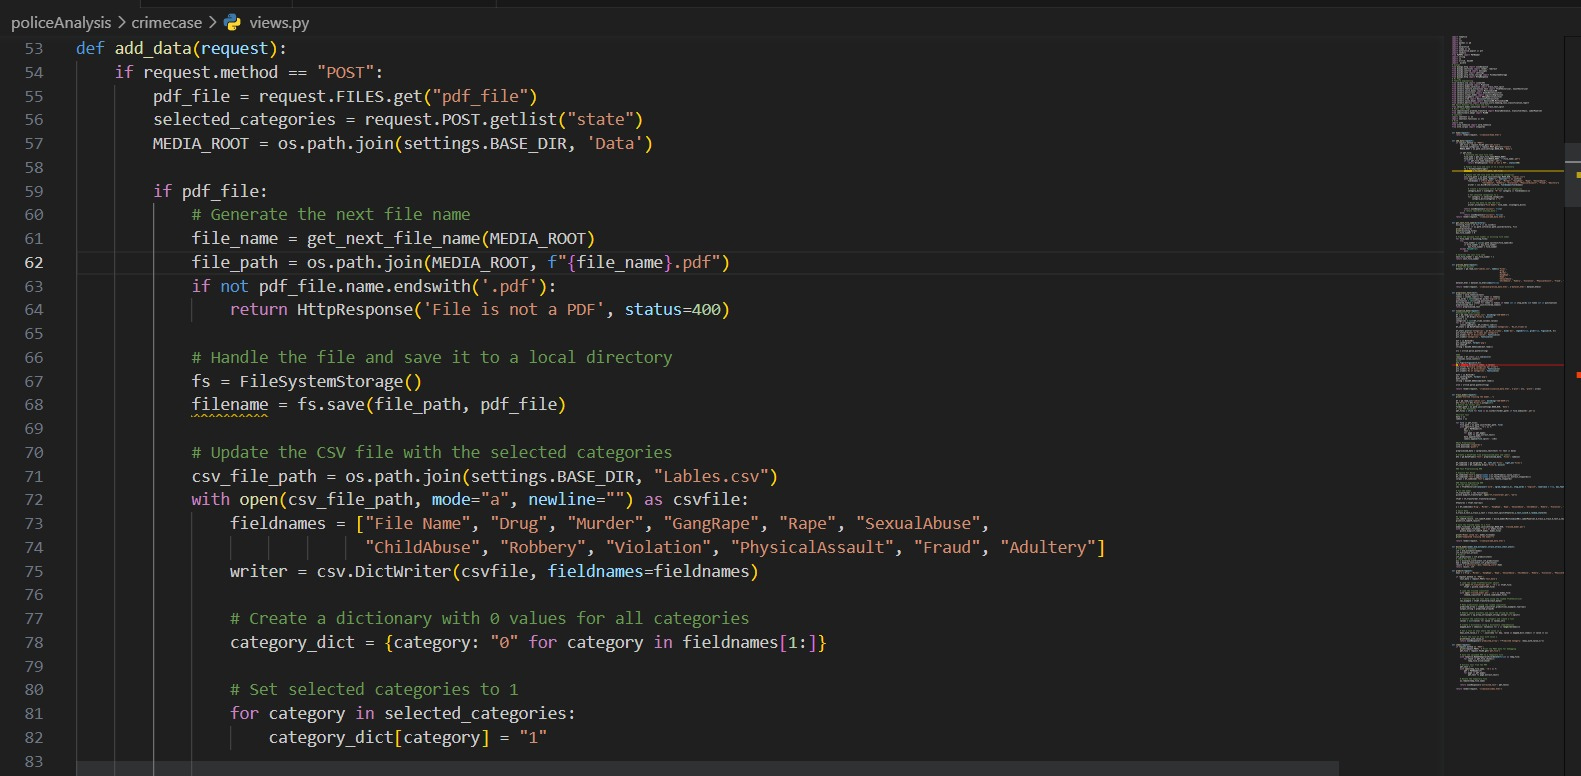 policeAnalysis > crimecase > views.py
53 def add_data(request):
54     if request.method == "POST":
55         pdf_file = request.FILES.get("pdf_file")
56         selected_categories = request.POST.getlist("state")
57         MEDIA_ROOT = os.path.join(settings.BASE_DIR, 'Data')
58
59         if pdf_file:
60             # Generate the next file name
61             file_name = get_next_file_name(MEDIA_ROOT)
62             file_path = os.path.join(MEDIA_ROOT, f"{file_name}.pdf")
63             if not pdf_file.name.endswith('.pdf'):
64                 return HttpResponse('File is not a PDF', status=400)
65
66             # Handle the file and save it to a local directory
67             fs = FileSystemStorage()
68             filename = fs.save(file_path, pdf_file)
69
70             # Update the CSV file with the selected categories
71             csv_file_path = os.path.join(settings.BASE_DIR, "Lables.csv")
72             with open(csv_file_path, mode="a", newline="") as csvfile:
73                 fieldnames = ["File Name", "Drug", "Murder", "GangRape", "Rape", "SexualAbuse",
74                               "ChildAbuse", "Robbery", "Violation", "PhysicalAssault", "Fraud", "Adultery"]
75                 writer = csv.DictWriter(csvfile, fieldnames=fieldnames)
76
77                 # Create a dictionary with 0 values for all categories
78                 category_dict = {category: "0" for category in fieldnames[1:]}
79
80                 # Set selected categories to 1
81                 for category in selected_categories:
82                     category_dict[category] = "1"
83